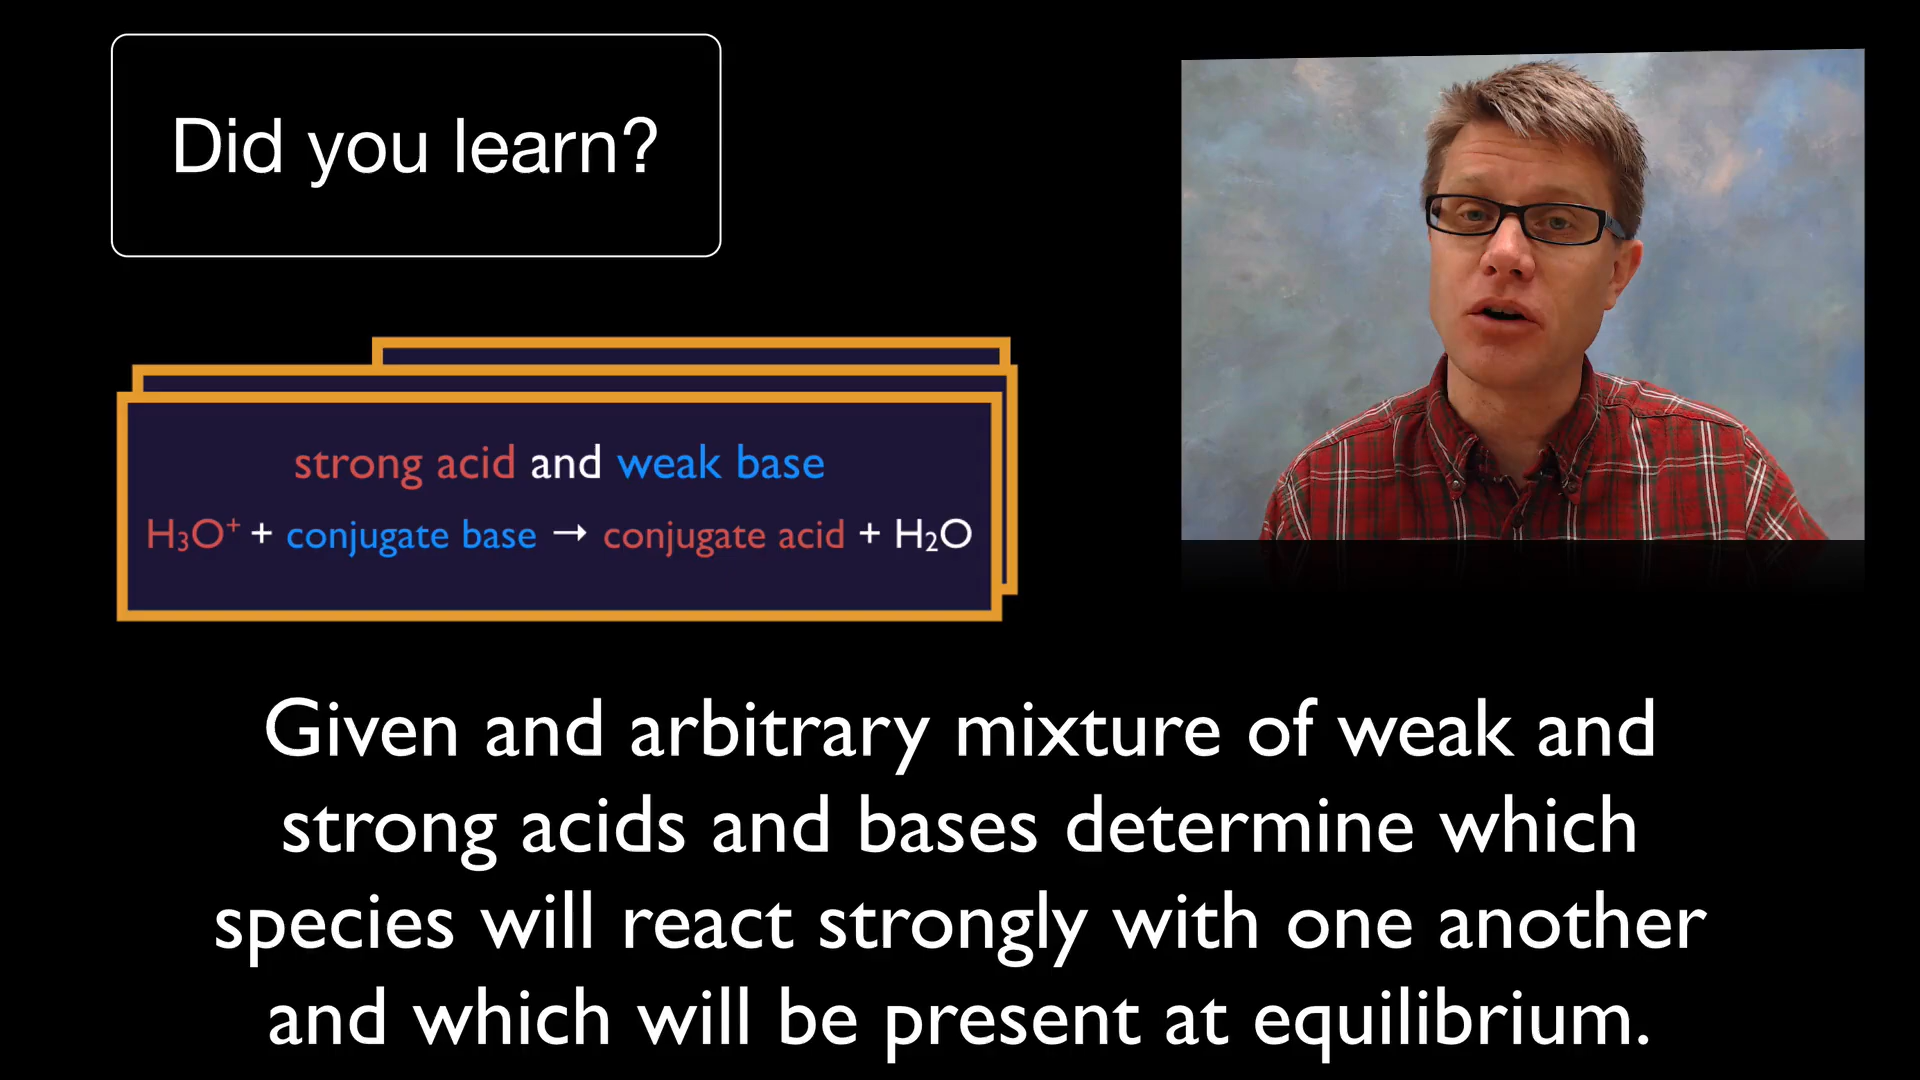 Did you learn?
strong acid and weak base
H₃O⁺ + conjugate base → conjugate acid + H₂O
Given and arbitrary mixture of weak and
strong acids and bases determine which
species will react strongly with one another
and which will be present at equilibrium.